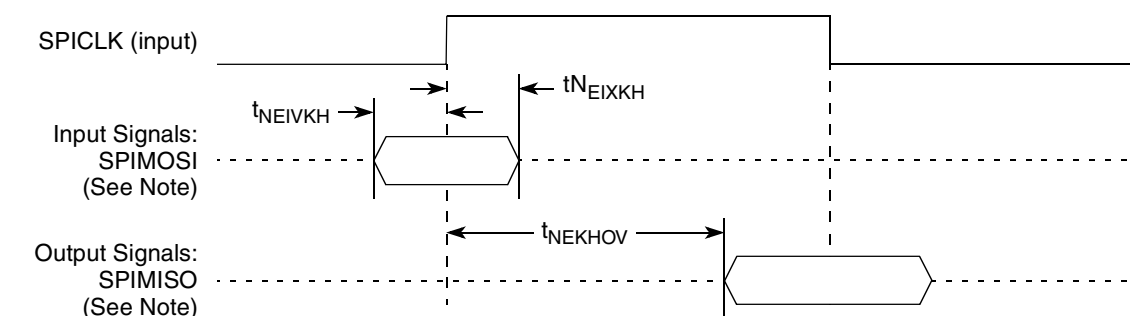 SPICLK (input)
tNEIXKH
tNEIVKH
Input Signals:
SPIMOSI
(See Note)
tNEKHOV
Output Signals:
SPIMISO
(See Note)